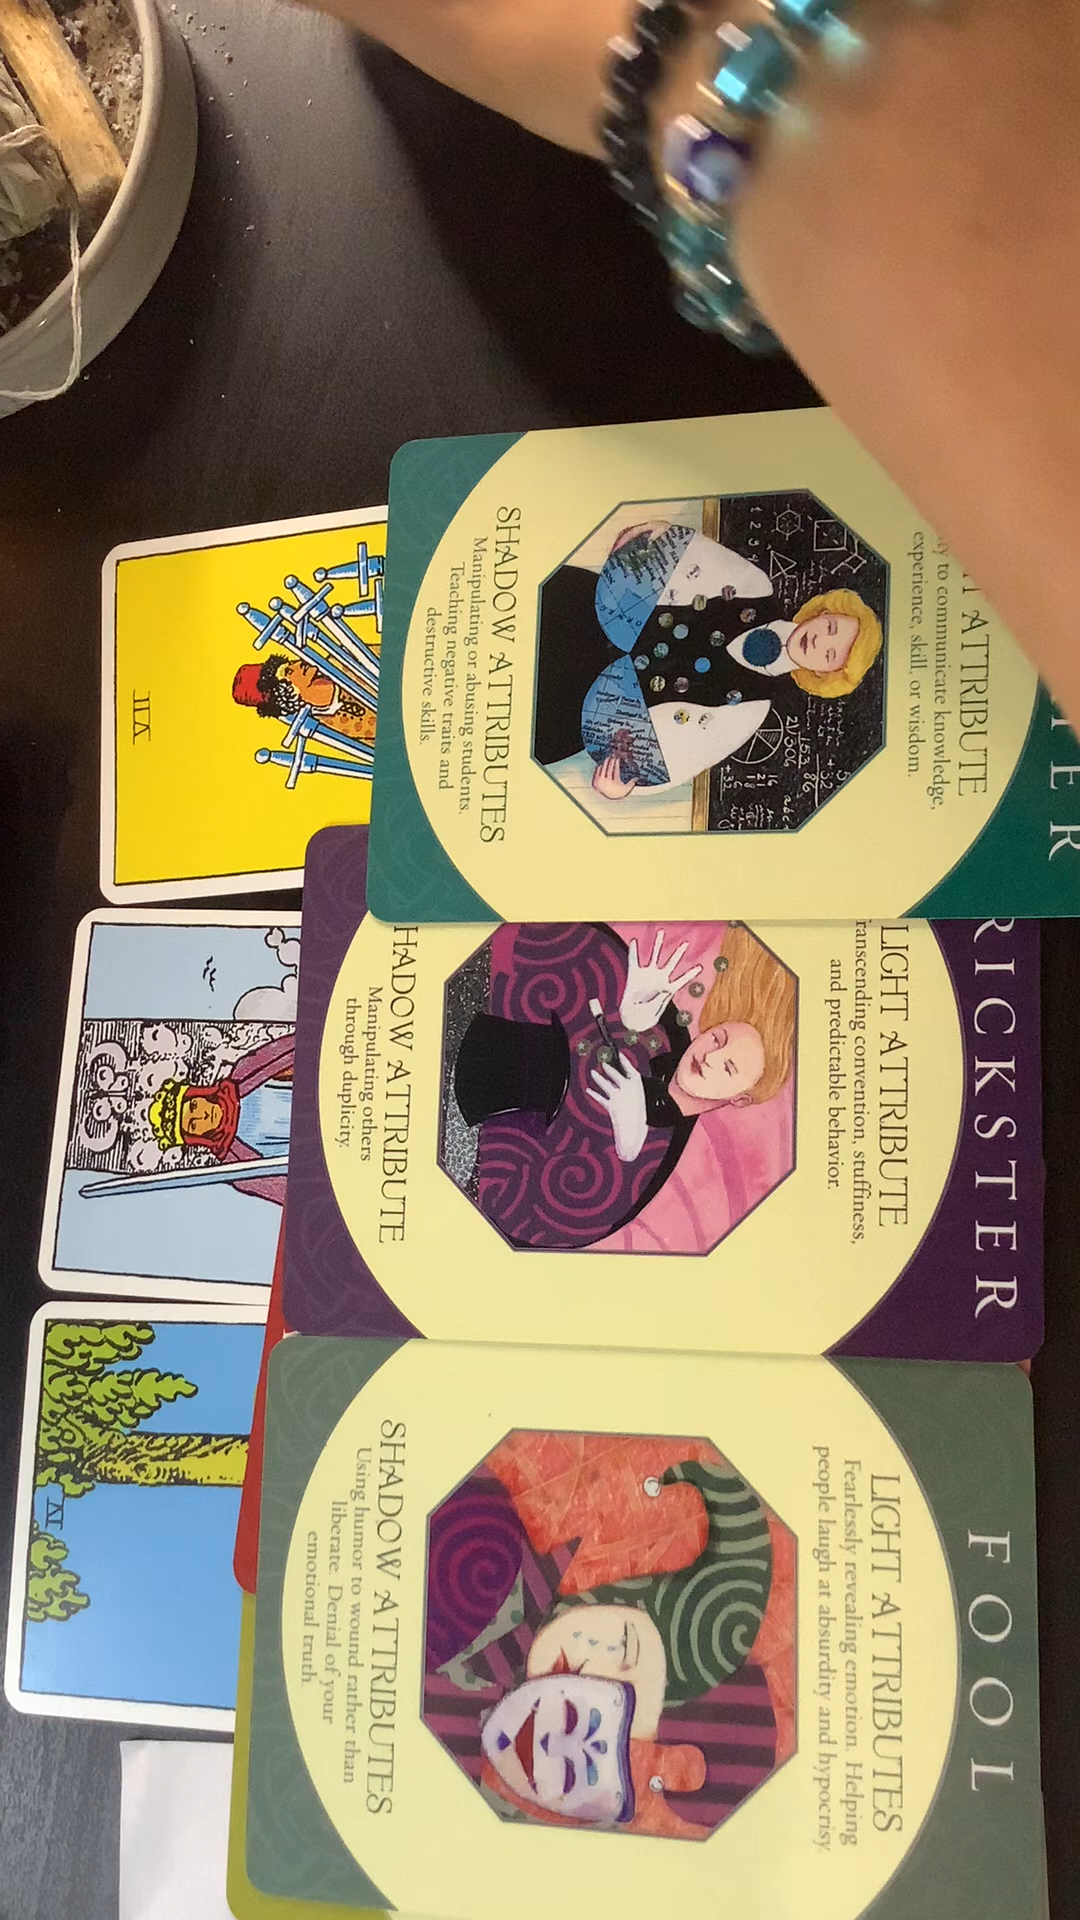 ER
ATTRIBUTE
to communicate knowledge,
experience, skill, or wisdom.
SHADOW ATTRIBUTES
Manipulating or abusing students.
Teaching negative traits and
destructive skills.
RICKSTER
LIGHT ATTRIBUTE
ranscending convention, stuffiness,
and predictable behavior.
HADOW ATTRIBUTE
Manipulating others
through duplicity.
FOOL
LIGHT ATTRIBUTES
Fearlessly revealing emotion. Helping
people laugh at absurdity and hypocrisy.
SHADOW ATTRIBUTES
Using humor to wound rather than
liberate. Denial of your
emotional truth.
VII
IV